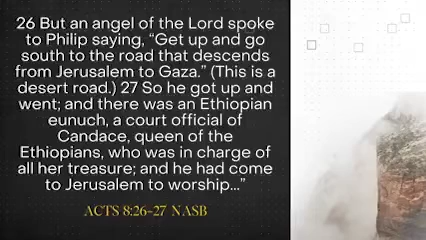 26 But an angel of the Lord spoke
to Philip saying, “Get up and go
south to the road that descends
from Jerusalem to Gaza.” (This is a
desert road.) 27 So he got up and
went; and there was an Ethiopian
eunuch, a court official of
Candace, queen of the
Ethiopians, who was in charge of
all her treasure; and he had come
to Jerusalem to worship...”
ACTS 8:26-27 NASB